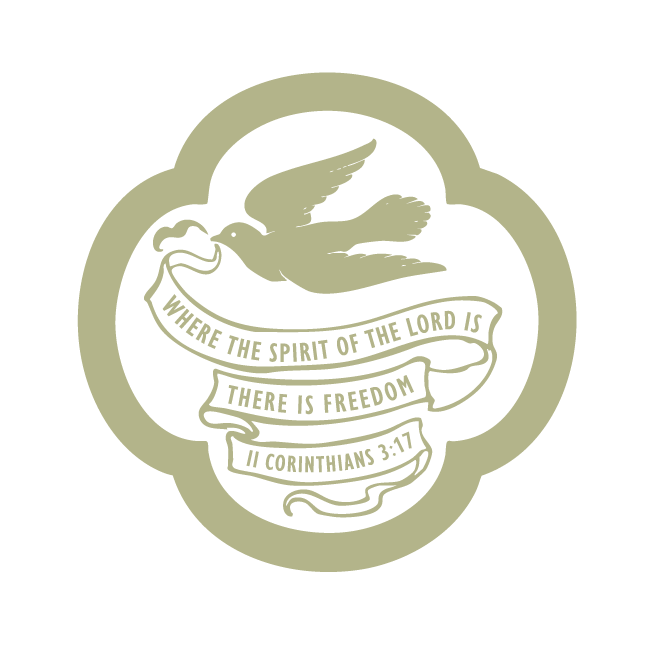 WHERE THE SPIRIT OF THE LORD IS
THERE IS FREEDOM
II CORINTHIANS 3:17